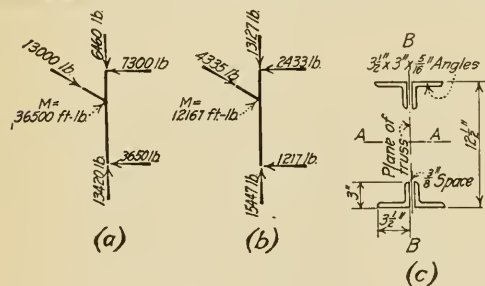 6460 lb.
13000 lb.
7300 lb.
M=
36500 ft-lb.
3650 lb.
13420 lb.
(a)
13127 lb.
4335 lb.
2433 lb.
M=
12167 ft-lb.
1217 lb.
15447 lb.
(b)
B
3½" x 3" x 5/16" Angles
A
A
Plane of
truss
12½"
3/8" Space
3"
3½"
B
(c)